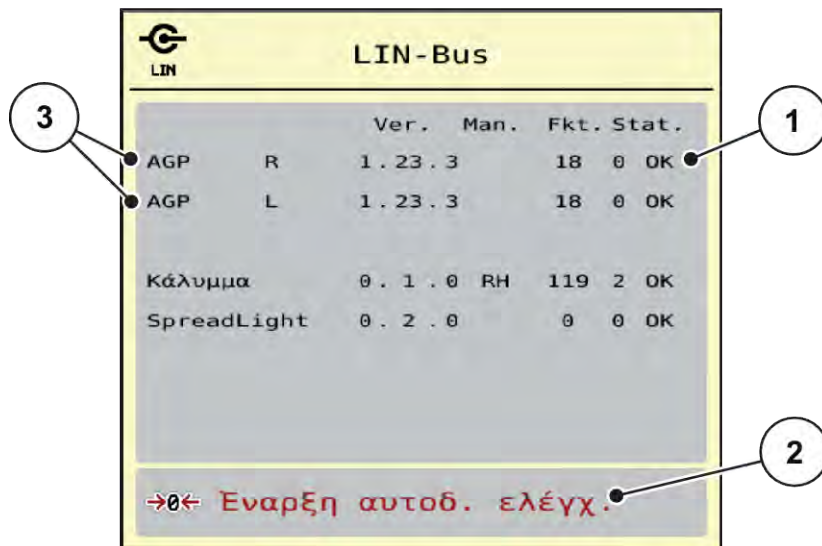 LIN
LIN-Bus
Ver. Man. Fkt. Stat.
AGP R 1.23.3 18 0 OK
AGP L 1.23.3 18 0 OK
Κάλυμμα 0.1.0 RH 119 2 OK
SpreadLight 0.2.0 0 0 OK
→0← Έναρξη αυτοδ. ελέγχ.
3
1
2